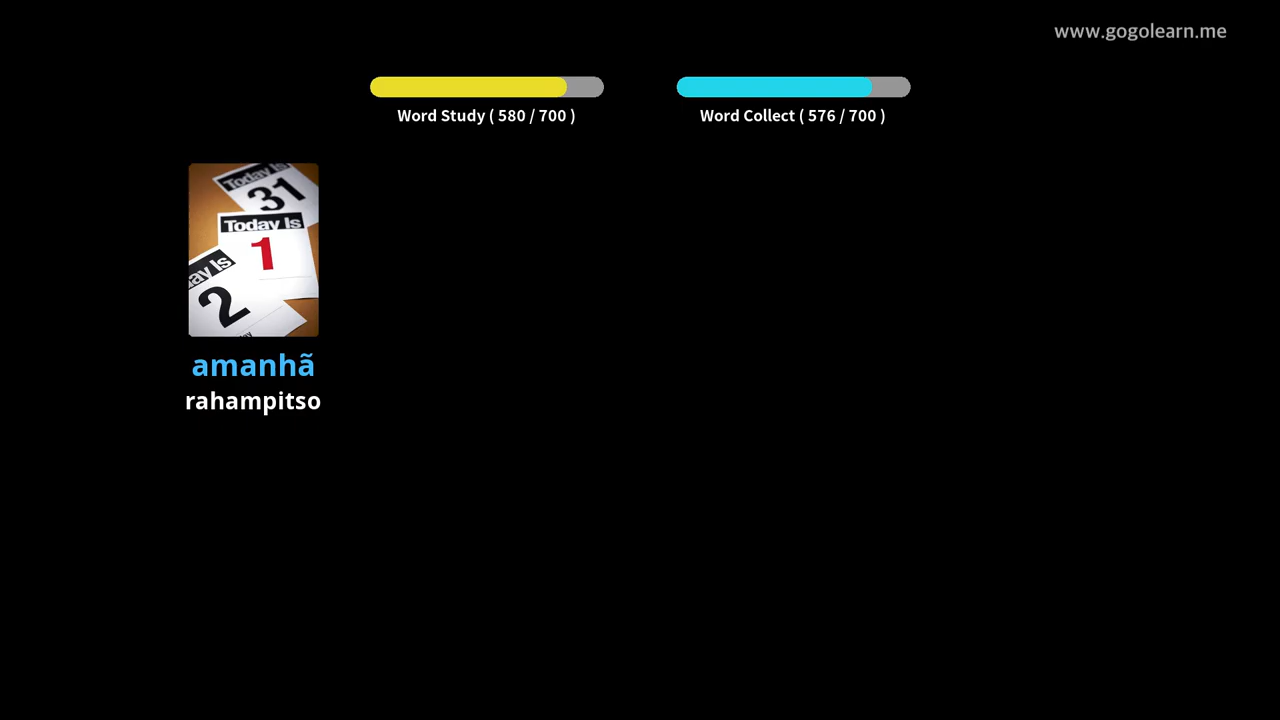 www.gogolearn.me
Word Study ( 580 / 700 )
Word Collect ( 576 / 700 )
Today Is
31
Today Is
1
ay Is
2
amanhã
rahampitso